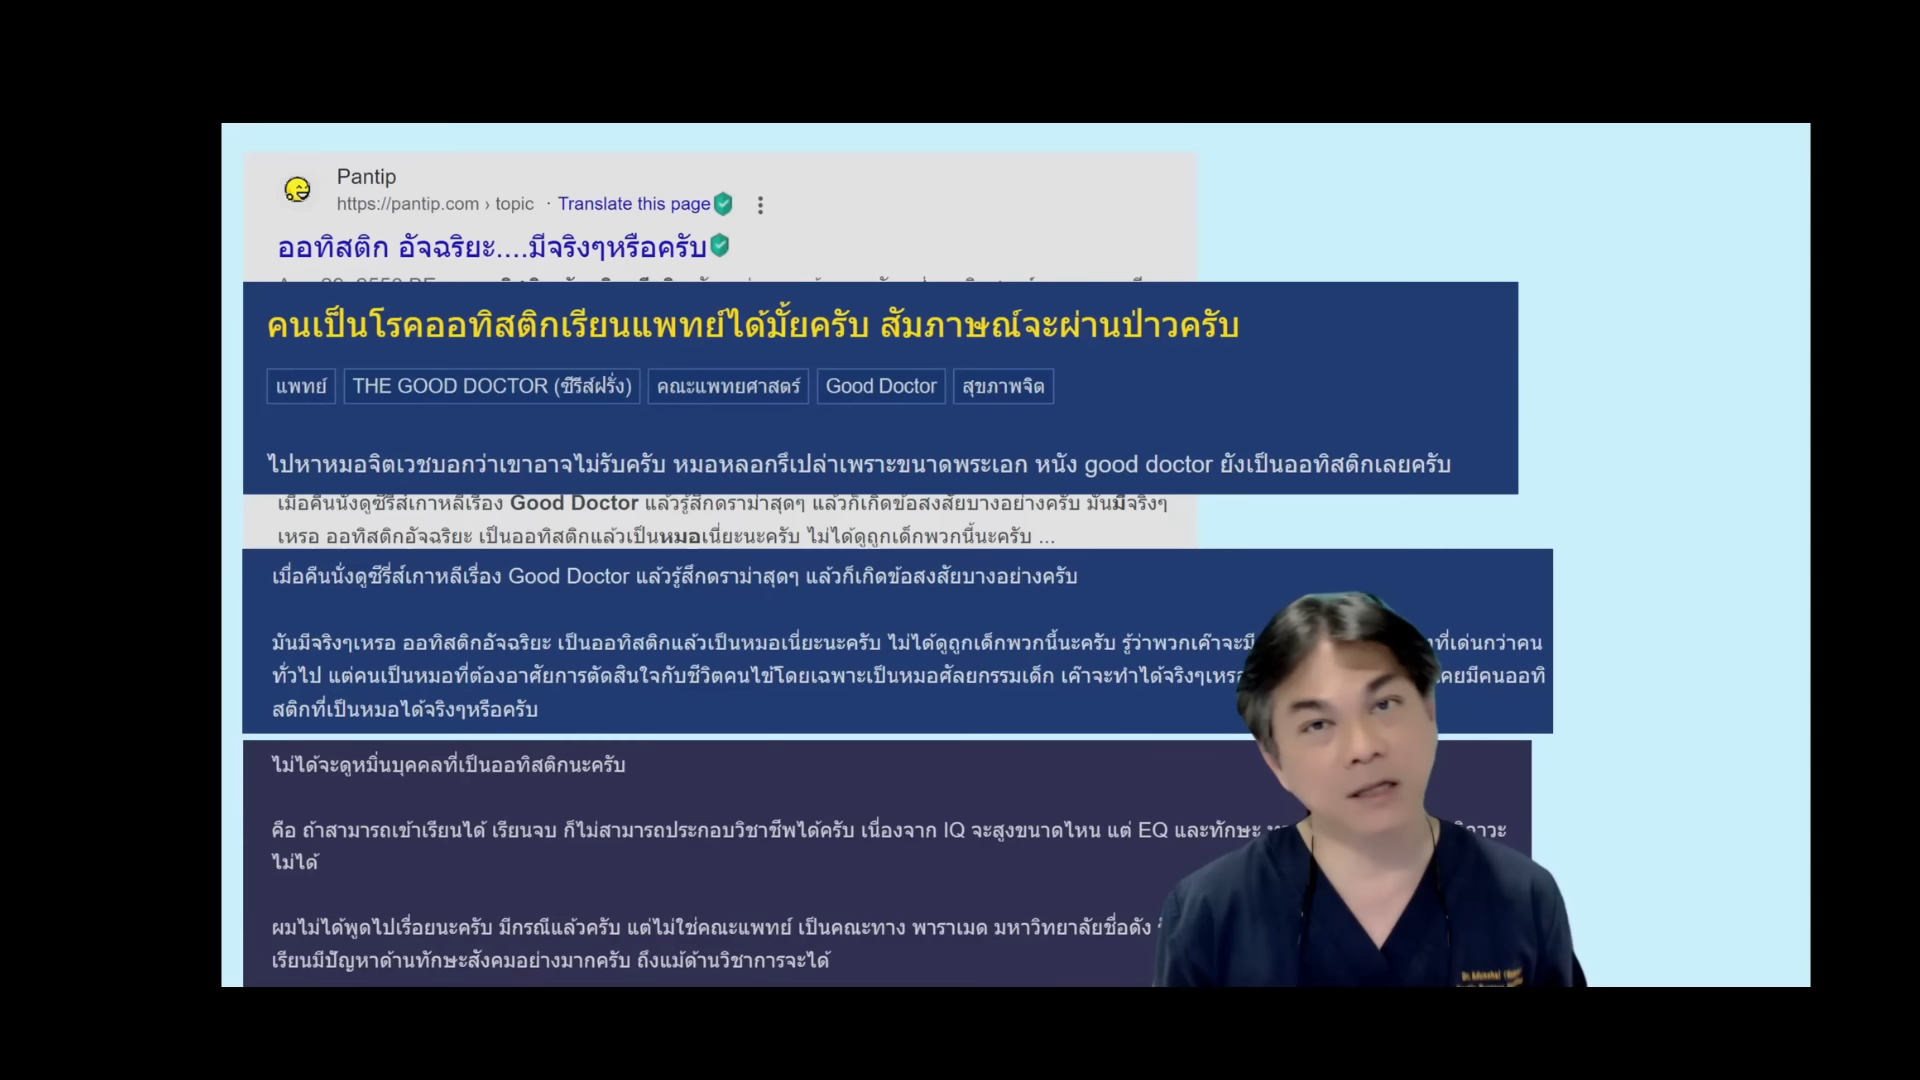 Pantip
https://pantip.com › topic · Translate this page
ออทิสติก อัจฉริยะ....มีจริงๆหรือครับ
คนเป็นโรคออทิสติกเรียนแพทย์ได้มั้ยครับ สัมภาษณ์จะผ่านป่าวครับ
แพทย์ THE GOOD DOCTOR (ซีรีส์ฝรั่ง) คณะแพทยศาสตร์ Good Doctor สุขภาพจิต
ไปหาหมอจิตเวชบอกว่าเขาอาจไม่รับครับ หมอหลอกรึเปล่าเพราะขนาดพระเอก หนัง good doctor ยังเป็นออทิสติกเลยครับ
เมื่อคืนนั่งดูซีรีส์เกาหลีเรื่อง Good Doctor แล้วรู้สึกดราม่าสุดๆ แล้วก็เกิดข้อสงสัยบางอย่างครับ มันมีจริงๆ
เหรอ ออทิสติกอัจฉริยะ เป็นออทิสติกแล้วเป็นหมอเนี่ยะนะครับ ไม่ได้ดูถูกเด็กพวกนี้นะครับ ...
เมื่อคืนนั่งดูซีรี่ส์เกาหลีเรื่อง Good Doctor แล้วรู้สึกดราม่าสุดๆ แล้วก็เกิดข้อสงสัยบางอย่างครับ
มันมีจริงๆเหรอ ออทิสติกอัจฉริยะ เป็นออทิสติกแล้วเป็นหมอเนี่ยะนะครับ ไม่ได้ดูถูกเด็กพวกนี้นะครับ รู้ว่าพวกเค้าจะมี ที่เด่นกว่าคน
ทั่วไป แต่คนเป็นหมอที่ต้องอาศัยการตัดสินใจกับชีวิตคนไข้โดยเฉพาะเป็นหมอศัลยกรรมเด็ก เค้าจะทำได้จริงๆเหรอ เคยมีคนออทิ
สติกที่เป็นหมอได้จริงๆหรือครับ
ไม่ได้จะดูหมิ่นบุคคลที่เป็นออทิสติกนะครับ
คือ ถ้าสามารถเข้าเรียนได้ เรียนจบ ก็ไม่สามารถประกอบวิชาชีพได้ครับ เนื่องจาก IQ จะสูงขนาดไหน แต่ EQ และทักษะ
ไม่ได้
ผมไม่ได้พูดไปเรื่อยนะครับ มีกรณีแล้วครับ แต่ไม่ใช่คณะแพทย์ เป็นคณะทาง พาราเมด มหาวิทยาลัยชื่อดัง
เรียนมีปัญหาด้านทักษะสังคมอย่างมากครับ ถึงแม้ด้านวิชาการจะได้